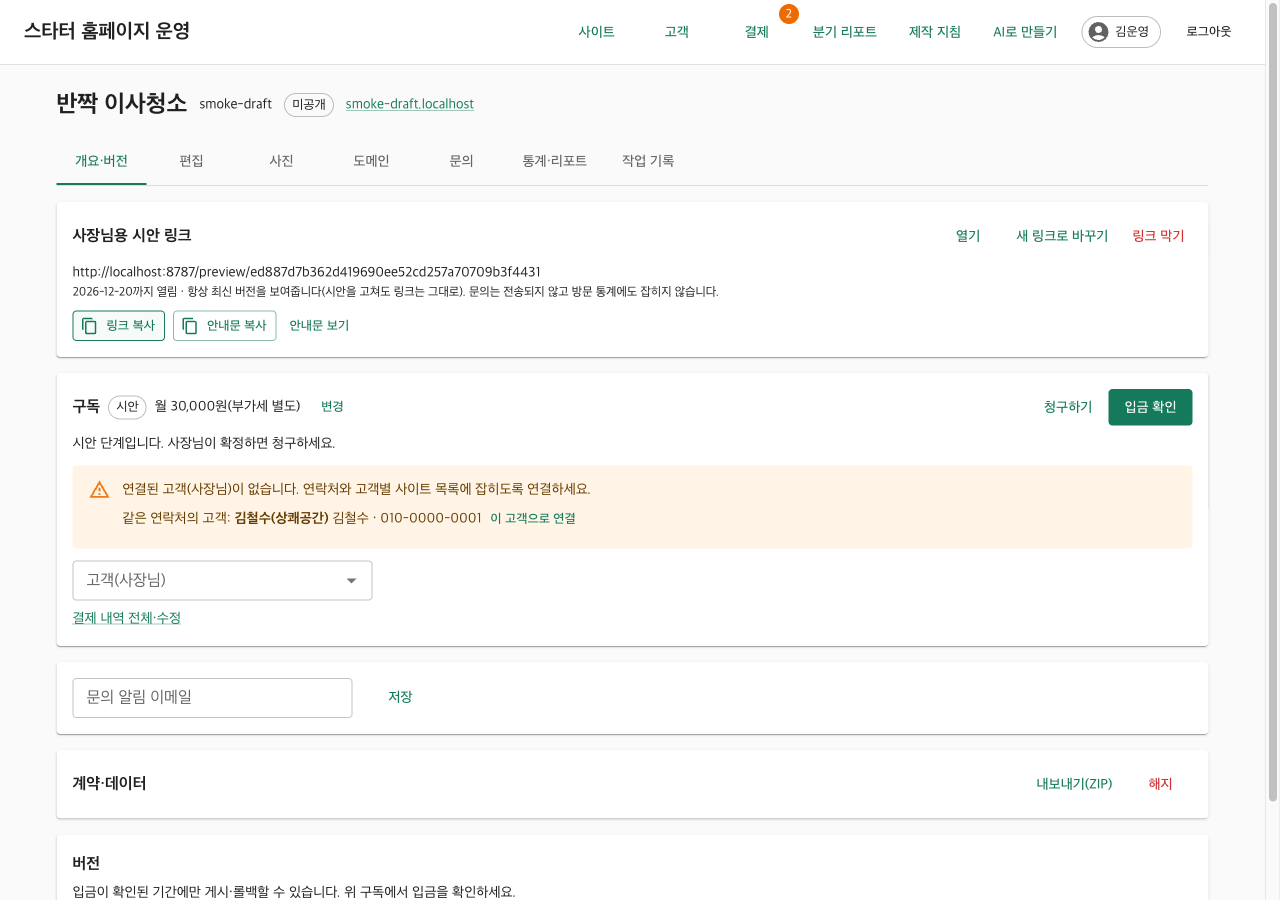 스타터 홈페이지 운영
사이트 고객 결제 2 분기 리포트 제작 지침 AI로 만들기 김운영 로그아웃
반짝 이사청소 smoke-draft 미공개 smoke-draft.localhost
개요·버전 편집 사진 도메인 문의 통계·리포트 작업 기록
사장님용 시안 링크 열기 새 링크로 바꾸기 링크 막기
http://localhost:8787/preview/ed887d7b362d419690ee52cd257a70709b3f4431
2026-12-20까지 열림 · 항상 최신 버전을 보여줍니다(시안을 고쳐도 링크는 그대로). 문의는 전송되지 않고 방문 통계에도 잡히지 않습니다.
링크 복사 안내문 복사 안내문 보기
구독 시안 월 30,000원(부가세 별도) 변경 청구하기 입금 확인
시안 단계입니다. 사장님이 확정하면 청구하세요.
연결된 고객(사장님)이 없습니다. 연락처와 고객별 사이트 목록에 잡히도록 연결하세요.
같은 연락처의 고객: 김철수(상쾌공간) 김철수 · 010-0000-0001 이 고객으로 연결
고객(사장님)
결제 내역 전체·수정
문의 알림 이메일 저장
계약·데이터 내보내기(ZIP) 해지
버전
입금이 확인된 기간에만 게시·롤백할 수 있습니다. 위 구독에서 입금을 확인하세요.